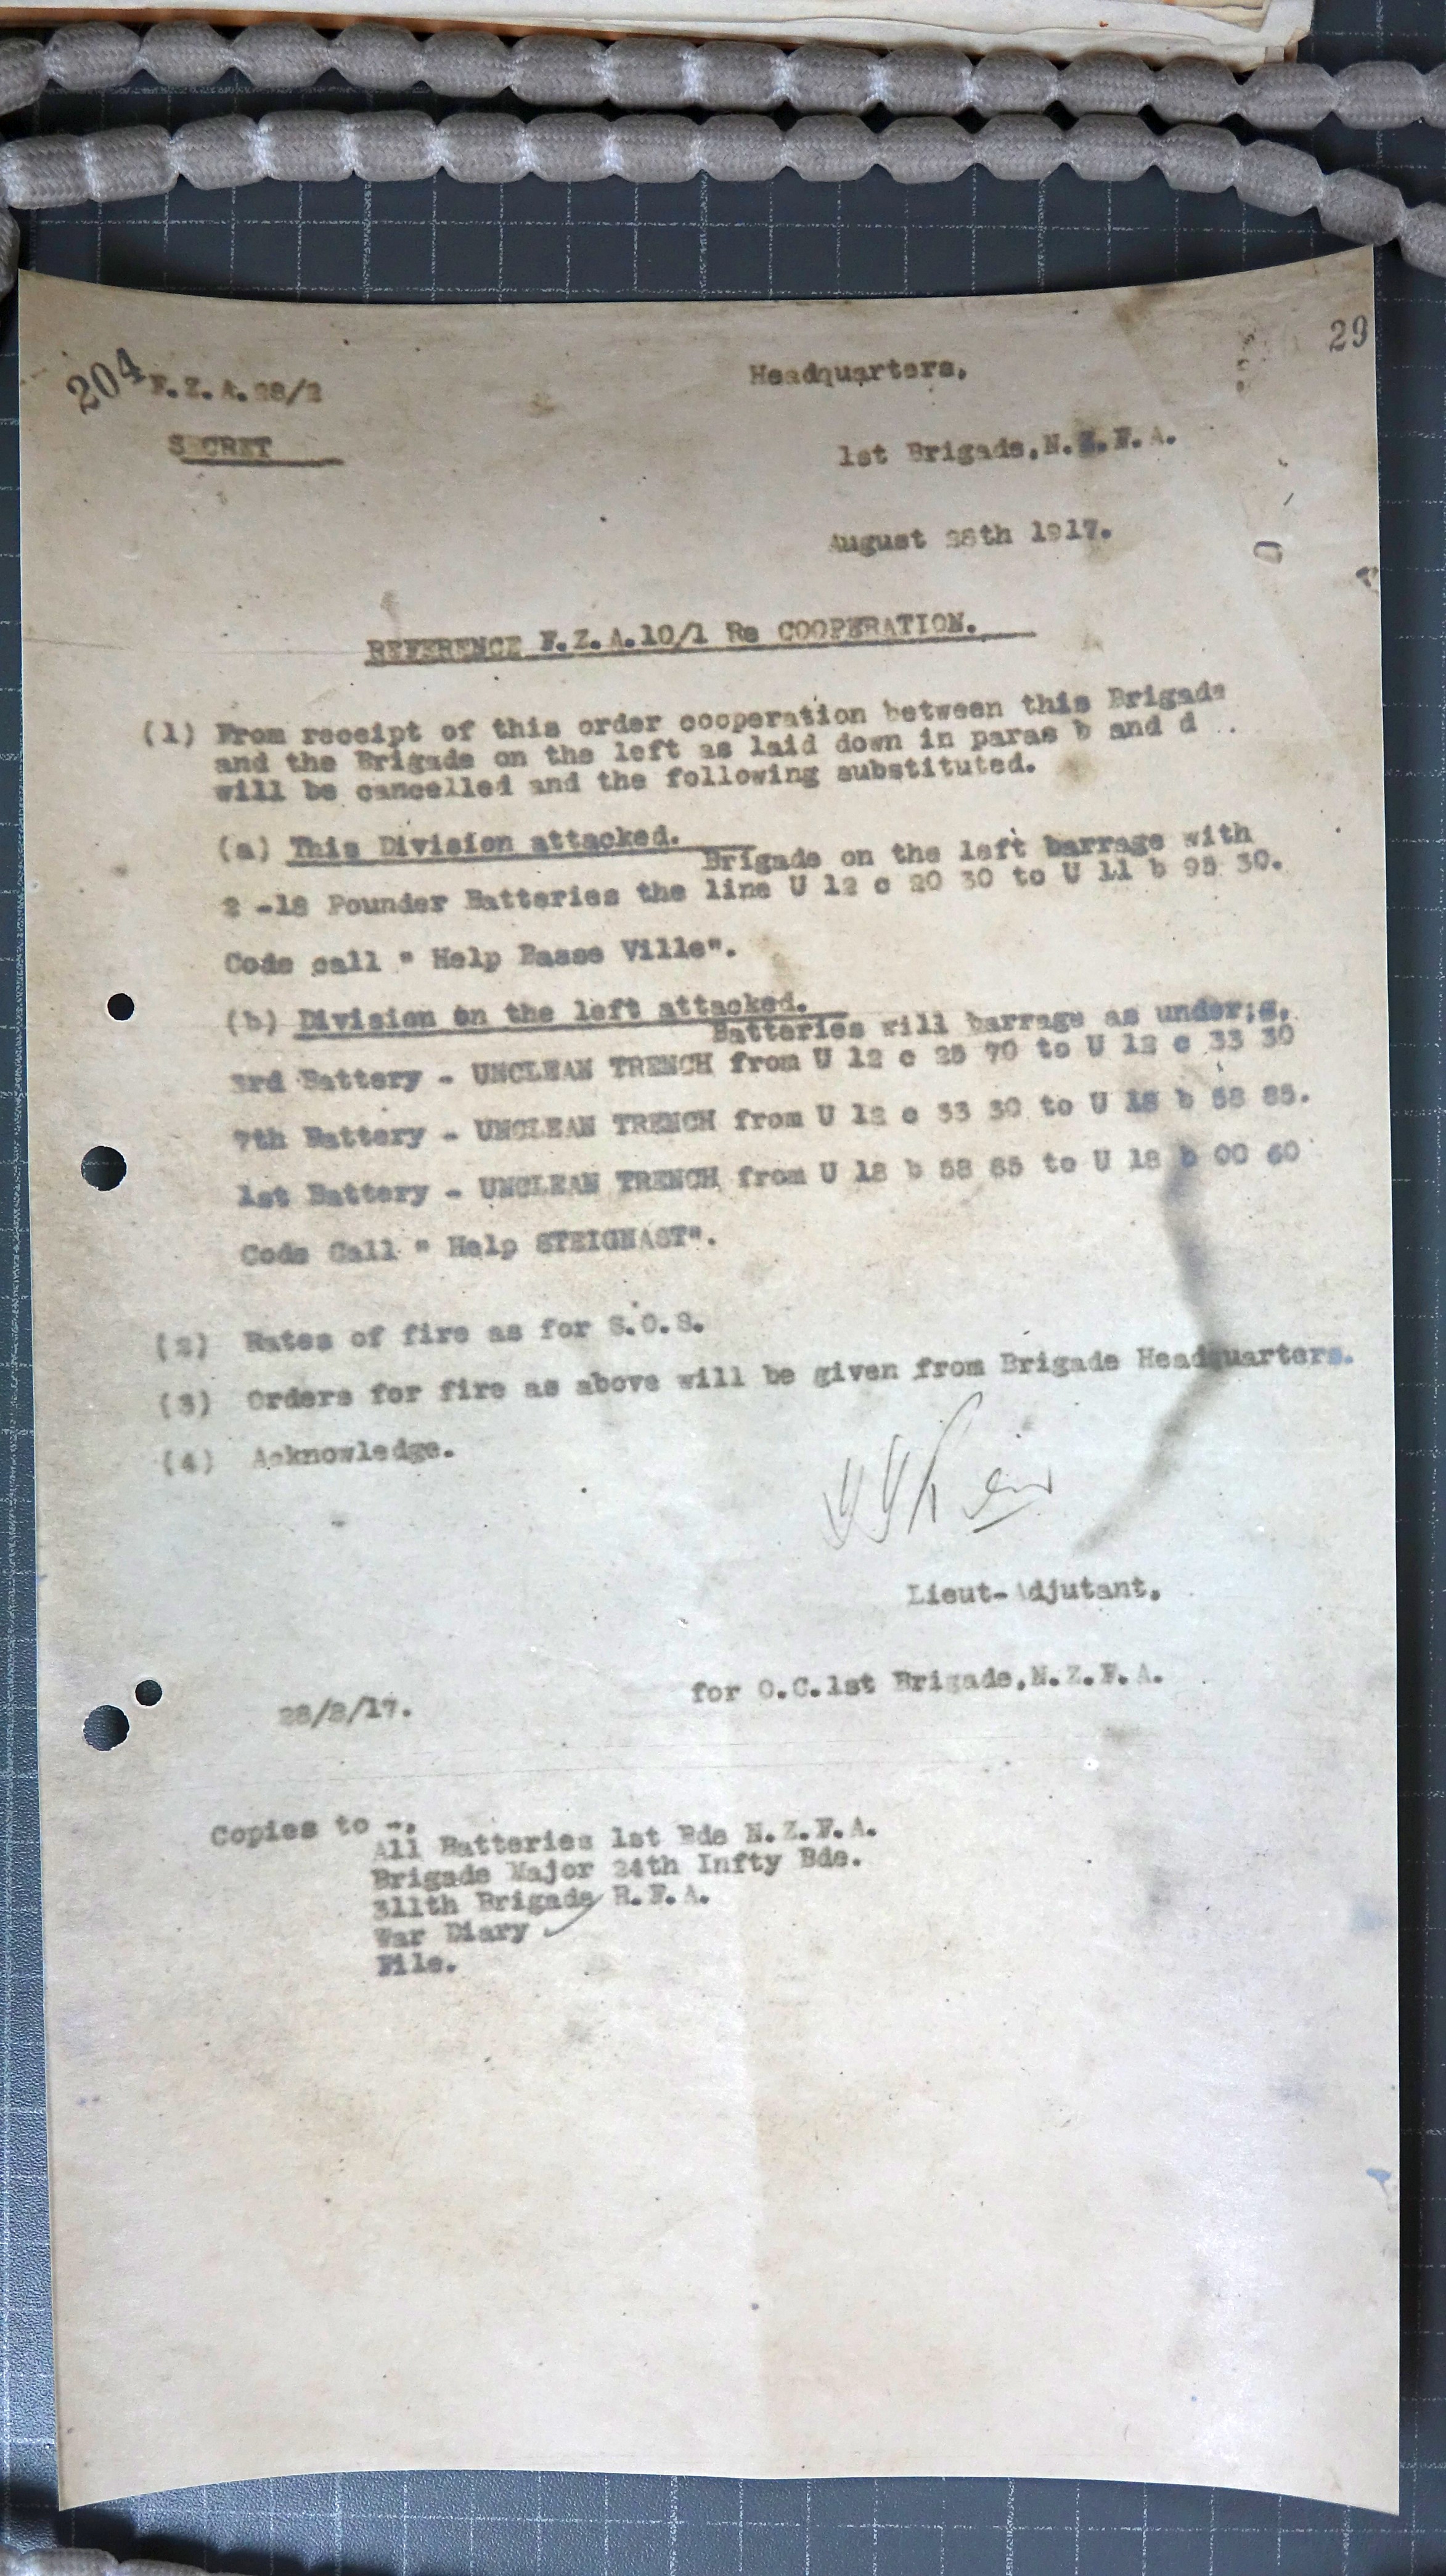 204 F.Z.A.28/2
29
Headquarters,
SECRET
1st Brigade,N.Z.F.A.
August 28th 1917.
REFERENCE F.Z.A.10/1 Re COOPERATION.
(1) From receipt of this order cooperation between this Brigade
and the Brigade on the left as laid down in paras b and d ..
will be cancelled and the following substituted.
(a) This Division attacked.
Brigade on the left barrage with
2 -18 Pounder Batteries the line U 12 c 20 30 to U 11 b 95 30.
Code call " Help Basse Ville".
(b) Division on the left attacked.
Batteries will barrage as under;s.
3rd Battery - UNCLEAN TRENCH from U 12 c 25 70 to U 12 c 33 30
7th Battery - UNCLEAN TRENCH from U 12 c 33 30 to U 18 b 58 85.
1st Battery - UNCLEAN TRENCH from U 18 b 58 85 to U 18 b 00 60
Code Call " Help STEIGNAST".
(2) Rates of fire as for S.O.S.
(3) Orders for fire as above will be given from Brigade Headquarters.
(4) Acknowledge.
Lieut-Adjutant.
for O.C.1st Brigade,N.Z.F.A.
28/8/17.
Copies to -.
All Batteries 1st Bde N.Z.F.A.
Brigade Major 24th Infty Bde.
311th Brigade R.F.A.
War Diary
File.